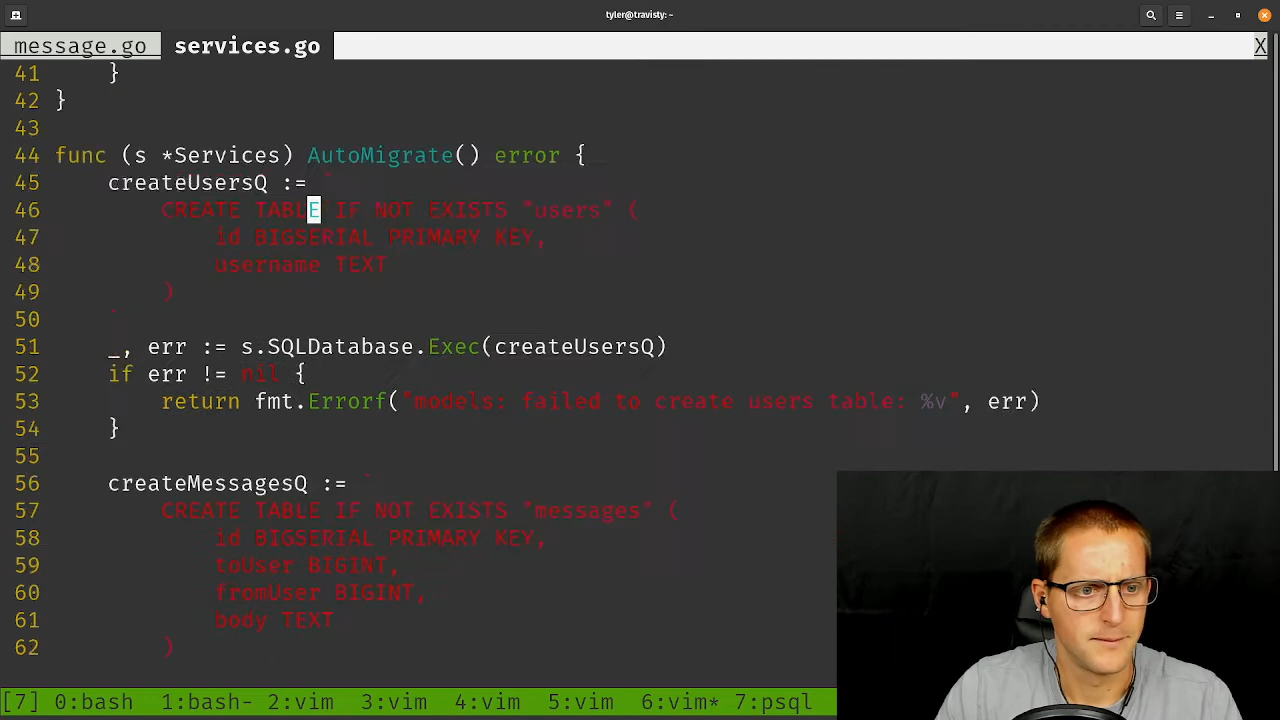 tyler@travisty: ~
message.go services.go X
41 }
42 }
43
44 func (s *Services) AutoMigrate() error {
45 createUsersQ := `
46 CREATE TABLE IF NOT EXISTS "users" (
47 id BIGSERIAL PRIMARY KEY,
48 username TEXT
49 )
50 `
51 _, err := s.SQLDatabase.Exec(createUsersQ)
52 if err != nil {
53 return fmt.Errorf("models: failed to create users table: %v", err)
54 }
55
56 createMessagesQ := `
57 CREATE TABLE IF NOT EXISTS "messages" (
58 id BIGSERIAL PRIMARY KEY,
59 toUser BIGINT,
60 fromUser BIGINT,
61 body TEXT
62 )
[7] 0:bash 1:bash- 2:vim 3:vim 4:vim 5:vim 6:vim* 7:psql